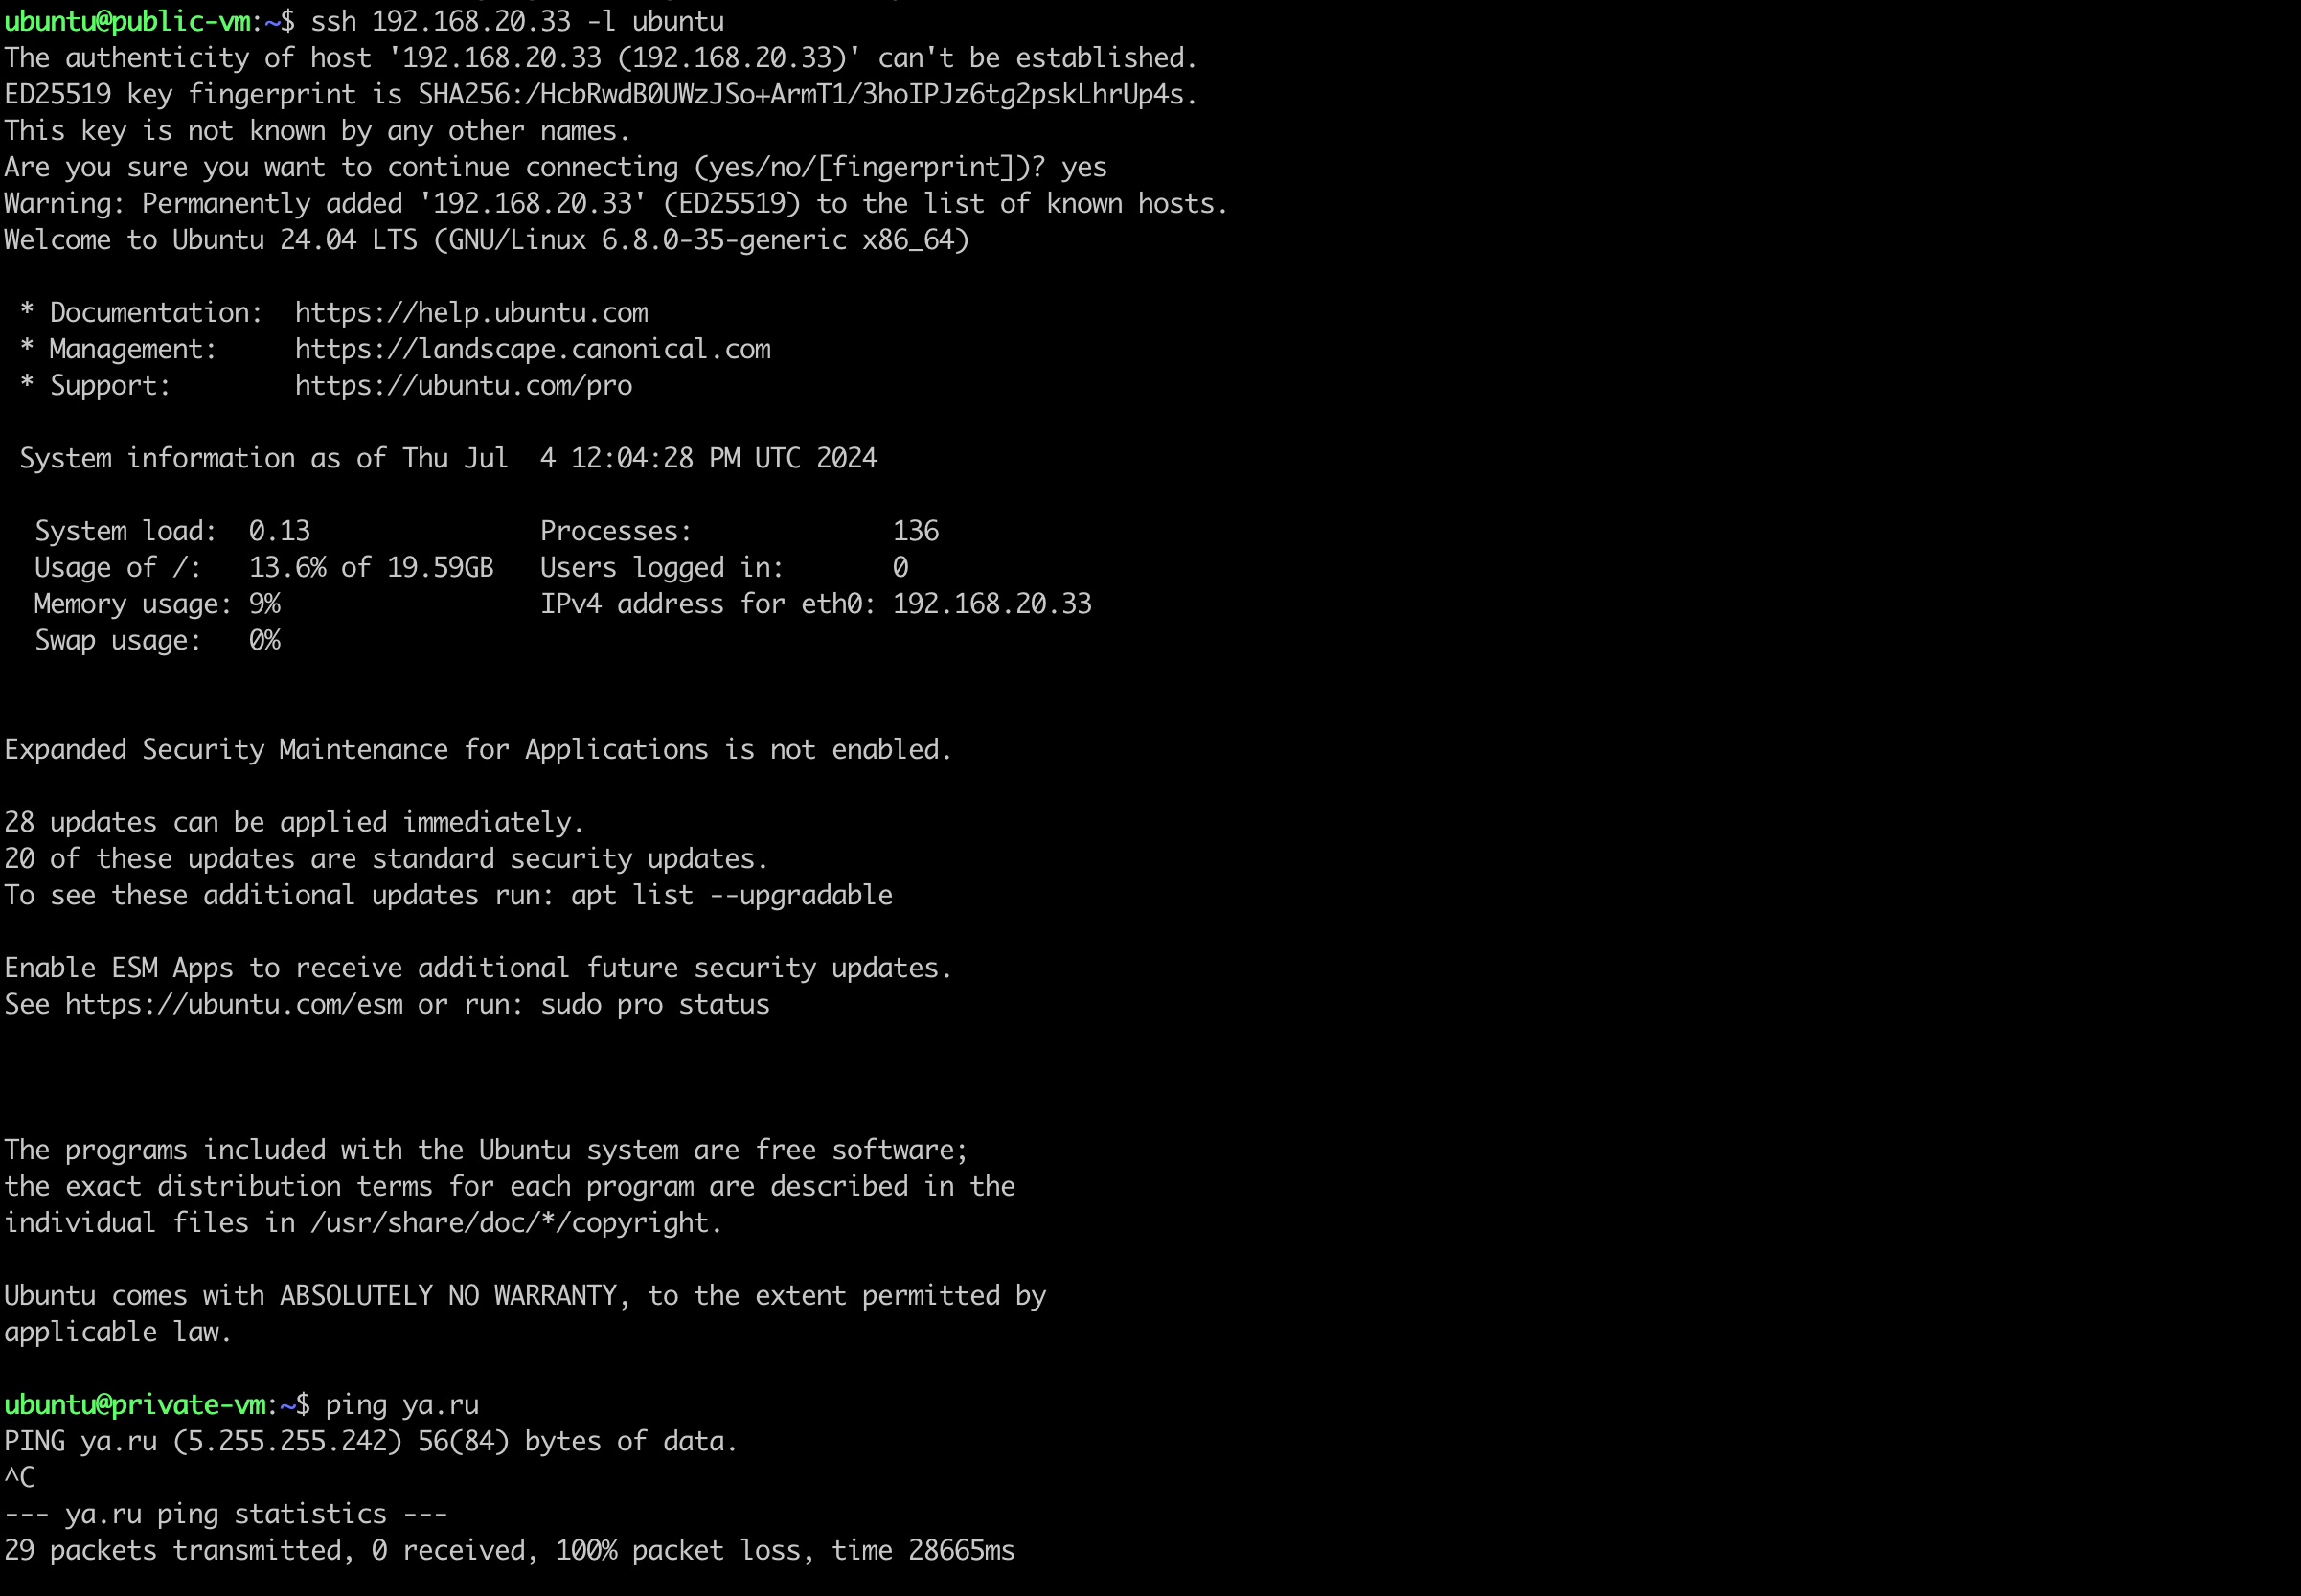 ubuntu@public-vm:~$ ssh 192.168.20.33 -l ubuntu
The authenticity of host '192.168.20.33 (192.168.20.33)' can't be established.
ED25519 key fingerprint is SHA256:/HcbRwdB0UWzJSo+ArmT1/3hoIPJz6tg2pskLhrUp4s.
This key is not known by any other names.
Are you sure you want to continue connecting (yes/no/[fingerprint])? yes
Warning: Permanently added '192.168.20.33' (ED25519) to the list of known hosts.
Welcome to Ubuntu 24.04 LTS (GNU/Linux 6.8.0-35-generic x86_64)

 * Documentation:  https://help.ubuntu.com
 * Management:     https://landscape.canonical.com
 * Support:        https://ubuntu.com/pro

 System information as of Thu Jul  4 12:04:28 PM UTC 2024

  System load:  0.13               Processes:             136
  Usage of /:   13.6% of 19.59GB   Users logged in:       0
  Memory usage: 9%                 IPv4 address for eth0: 192.168.20.33
  Swap usage:   0%

Expanded Security Maintenance for Applications is not enabled.

28 updates can be applied immediately.
20 of these updates are standard security updates.
To see these additional updates run: apt list --upgradable

Enable ESM Apps to receive additional future security updates.
See https://ubuntu.com/esm or run: sudo pro status

The programs included with the Ubuntu system are free software;
the exact distribution terms for each program are described in the
individual files in /usr/share/doc/*/copyright.

Ubuntu comes with ABSOLUTELY NO WARRANTY, to the extent permitted by
applicable law.

ubuntu@private-vm:~$ ping ya.ru
PING ya.ru (5.255.255.242) 56(84) bytes of data.
^C
--- ya.ru ping statistics ---
29 packets transmitted, 0 received, 100% packet loss, time 28665ms